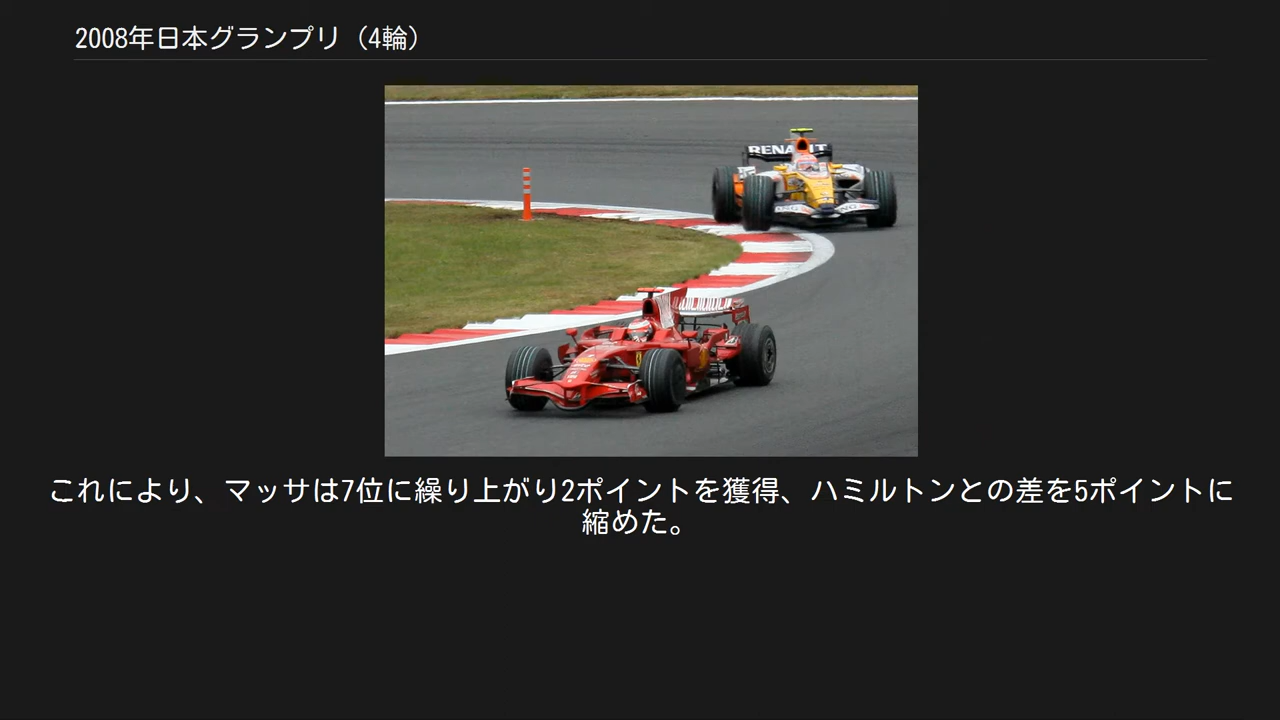 2008年日本グランプリ（4輪）
RENAULT
ING
ING
これにより、マッサは7位に繰り上がり2ポイントを獲得、ハミルトンとの差を5ポイントに
縮めた。